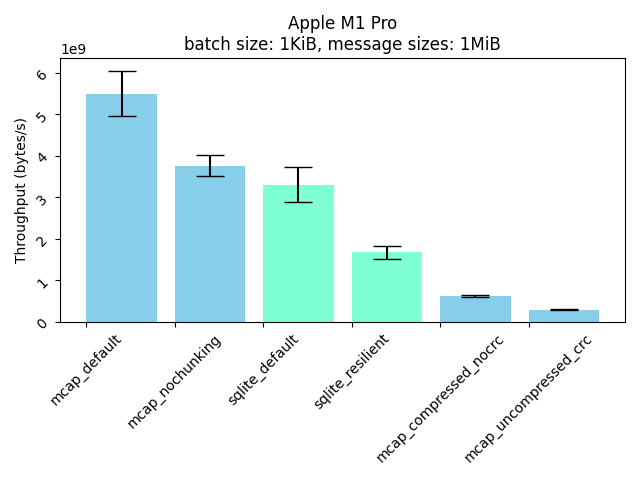 Apple M1 Pro
batch size: 1KiB, message sizes: 1MiB
1e9
Throughput (bytes/s)
6
5
4
3
2
1
0
mcap_default
mcap_nochunking
sqlite_default
sqlite_resilient
mcap_compressed_nocrc
mcap_uncompressed_crc